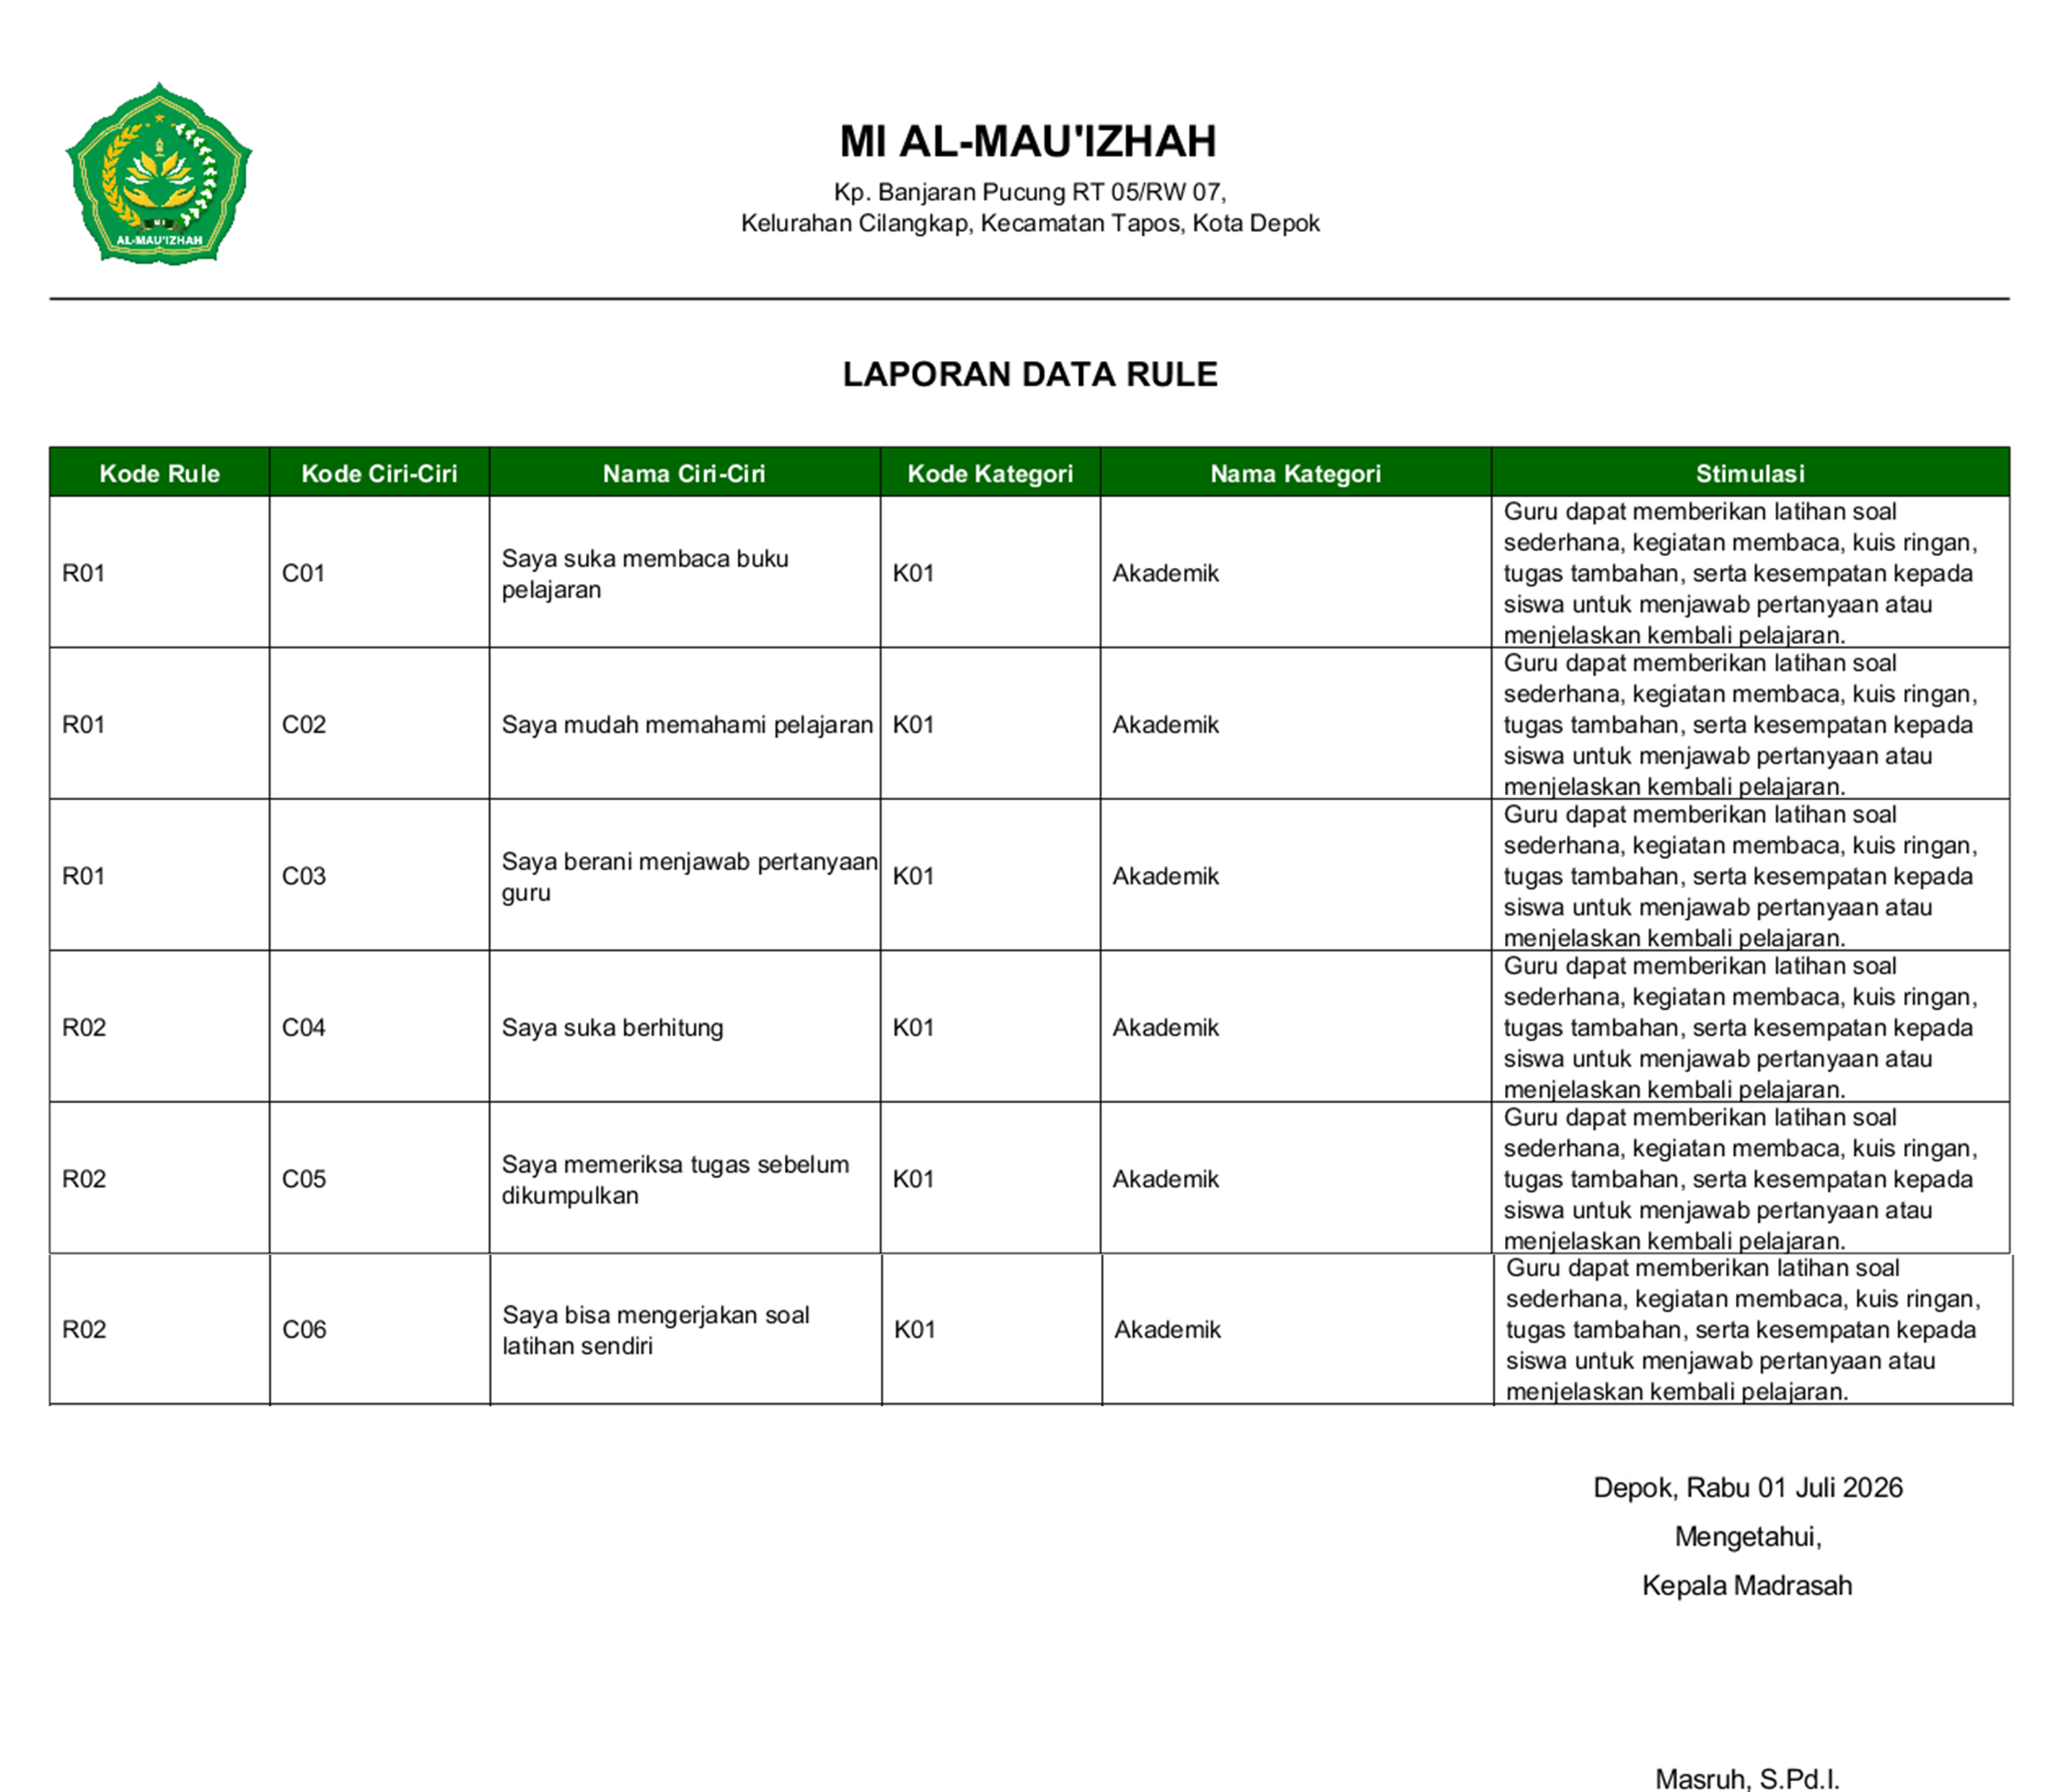 MI
AL-MAU'IZHAH
MI AL-MAU'IZHAH
Kp. Banjaran Pucung RT 05/RW 07,
Kelurahan Cilangkap, Kecamatan Tapos, Kota Depok
LAPORAN DATA RULE
Kode Rule Kode Ciri-Ciri Nama Ciri-Ciri Kode Kategori Nama Kategori Stimulasi
R01 C01 Saya suka membaca buku
pelajaran
K01 Akademik
Guru dapat memberikan latihan soal
sederhana, kegiatan membaca, kuis ringan,
tugas tambahan, serta kesempatan kepada
siswa untuk menjawab pertanyaan atau
menjelaskan kembali pelajaran.
R01 C02 Saya mudah memahami pelajaran K01 Akademik
Guru dapat memberikan latihan soal
sederhana, kegiatan membaca, kuis ringan,
tugas tambahan, serta kesempatan kepada
siswa untuk menjawab pertanyaan atau
menjelaskan kembali pelajaran.
R01 C03 Saya berani menjawab pertanyaan
guru
K01 Akademik
Guru dapat memberikan latihan soal
sederhana, kegiatan membaca, kuis ringan,
tugas tambahan, serta kesempatan kepada
siswa untuk menjawab pertanyaan atau
menjelaskan kembali pelajaran.
R02 C04 Saya suka berhitung K01 Akademik
Guru dapat memberikan latihan soal
sederhana, kegiatan membaca, kuis ringan,
tugas tambahan, serta kesempatan kepada
siswa untuk menjawab pertanyaan atau
menjelaskan kembali pelajaran.
R02 C05 Saya memeriksa tugas sebelum
dikumpulkan
K01 Akademik
Guru dapat memberikan latihan soal
sederhana, kegiatan membaca, kuis ringan,
tugas tambahan, serta kesempatan kepada
siswa untuk menjawab pertanyaan atau
menjelaskan kembali pelajaran.
R02 C06 Saya bisa mengerjakan soal
latihan sendiri
K01 Akademik
Guru dapat memberikan latihan soal
sederhana, kegiatan membaca, kuis ringan,
tugas tambahan, serta kesempatan kepada
siswa untuk menjawab pertanyaan atau
menjelaskan kembali pelajaran.
Depok, Rabu 01 Juli 2026
Mengetahui,
Kepala Madrasah
Masruh, S.Pd.I.